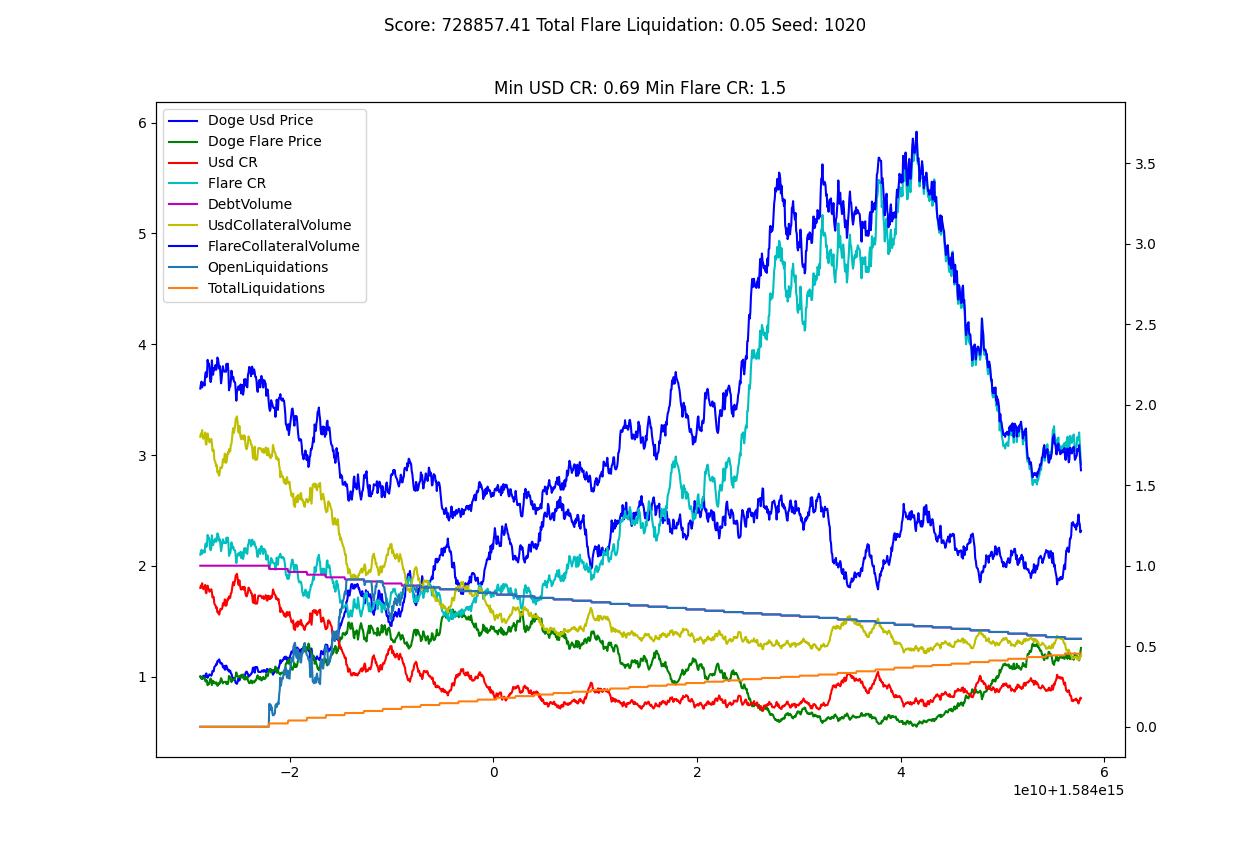 Score: 728857.41 Total Flare Liquidation: 0.05 Seed: 1020
Min USD CR: 0.69 Min Flare CR: 1.5
Doge Usd Price
Doge Flare Price
Usd CR
Flare CR
DebtVolume
UsdCollateralVolume
FlareCollateralVolume
OpenLiquidations
TotalLiquidations
6
5
4
3
2
1
3.5
3.0
2.5
2.0
1.5
1.0
0.5
0.0
−2
0
2
4
6
1e10+1.584e15